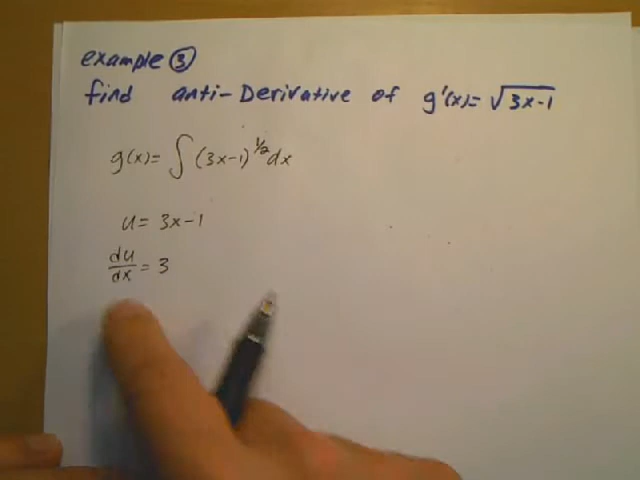 example ③
find anti-Derivative of g'(x)= √3x-1
g(x)= ∫ (3x-1)^1/2 dx
u= 3x-1
du/dx = 3